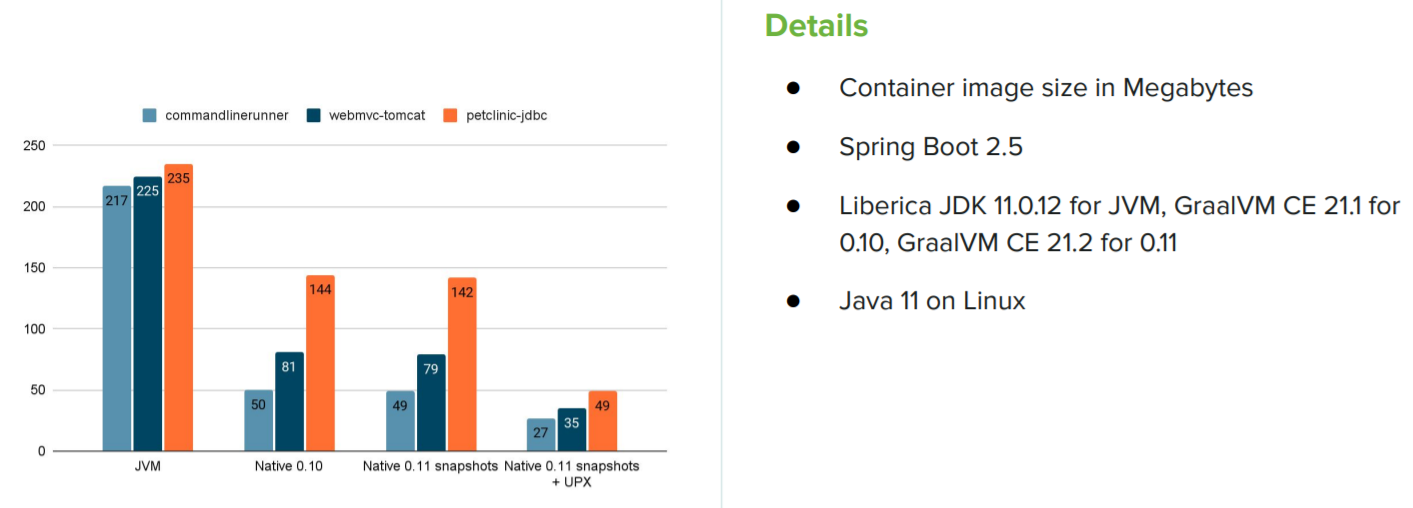 commandlinerunner webmvc-tomcat petclinic-jdbc
250
200
150
100
50
0
217 225 235
50 81 144
49 79 142
27 35 49
JVM Native 0.10 Native 0.11 snapshots Native 0.11 snapshots
+ UPX
Details
● Container image size in Megabytes
● Spring Boot 2.5
● Liberica JDK 11.0.12 for JVM, GraalVM CE 21.1 for
0.10, GraalVM CE 21.2 for 0.11
● Java 11 on Linux